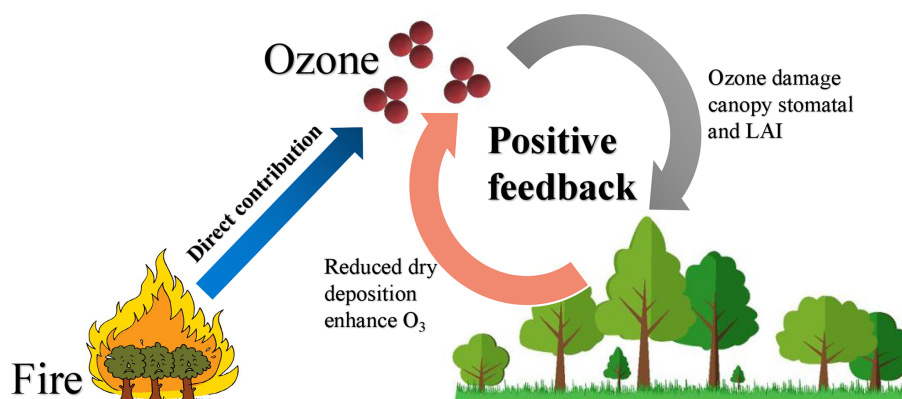 Ozone
Ozone damage
canopy stomatal
and LAI
Positive
feedback
Direct contribution
Reduced dry
deposition
enhance O₃
Fire